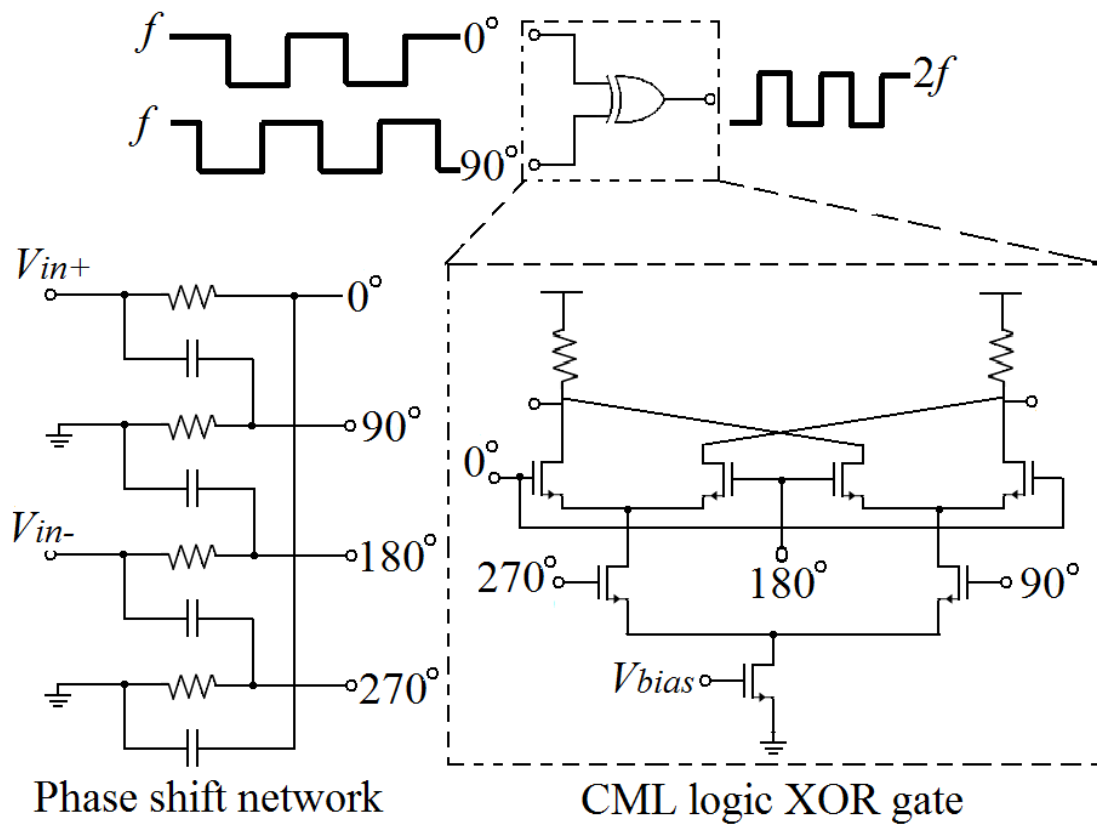 f 0°
2f
f 90°
Vin+
0°
90°
Vin-
180°
270°
0°
270° 180° 90°
Vbias
Phase shift network
CML logic XOR gate